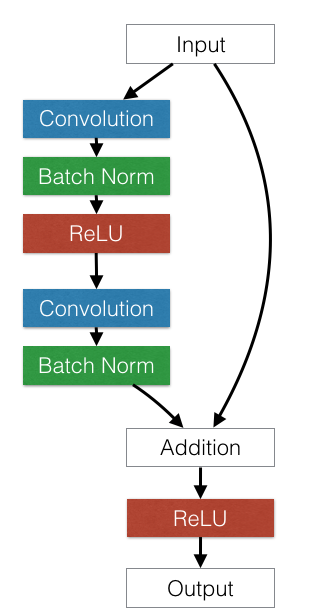 Input
Convolution
Batch Norm
ReLU
Convolution
Batch Norm
Addition
ReLU
Output